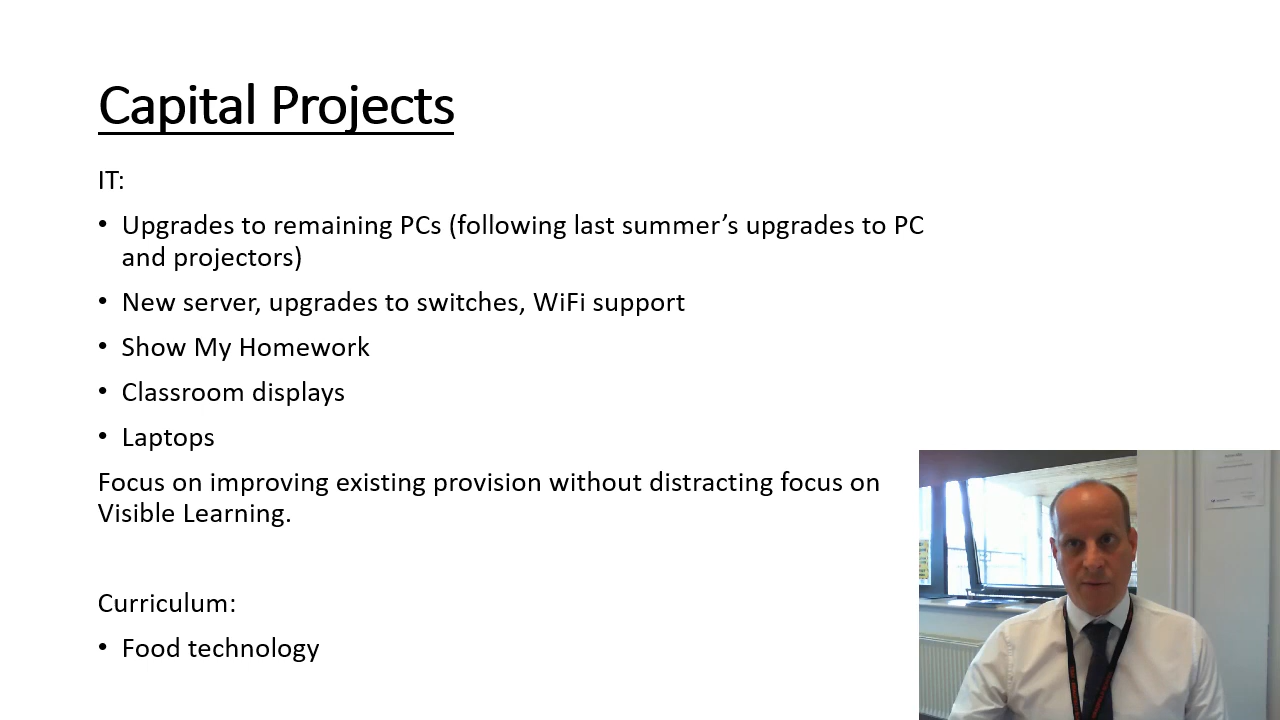 Capital Projects
IT:
• Upgrades to remaining PCs (following last summer’s upgrades to PC
and projectors)
• New server, upgrades to switches, WiFi support
• Show My Homework
• Classroom displays
• Laptops
Focus on improving existing provision without distracting focus on
Visible Learning.
Curriculum:
• Food technology